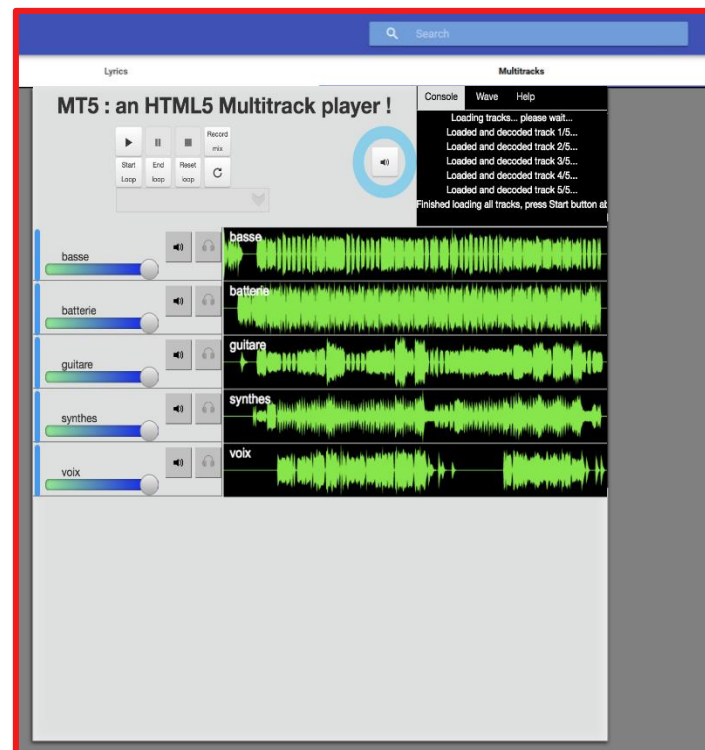 Search
Lyrics
Multitracks
MT5 : an HTML5 Multitrack player !
Console Wave Help
Record mix
Start Loop
End loop
Reset loop
Loading tracks... please wait...
Loaded and decoded track 1/5...
Loaded and decoded track 2/5...
Loaded and decoded track 3/5...
Loaded and decoded track 4/5...
Loaded and decoded track 5/5...
Finished loading all tracks, press Start button
basse
basse
batterie
batterie
guitare
guitare
synthes
synthes
voix
voix